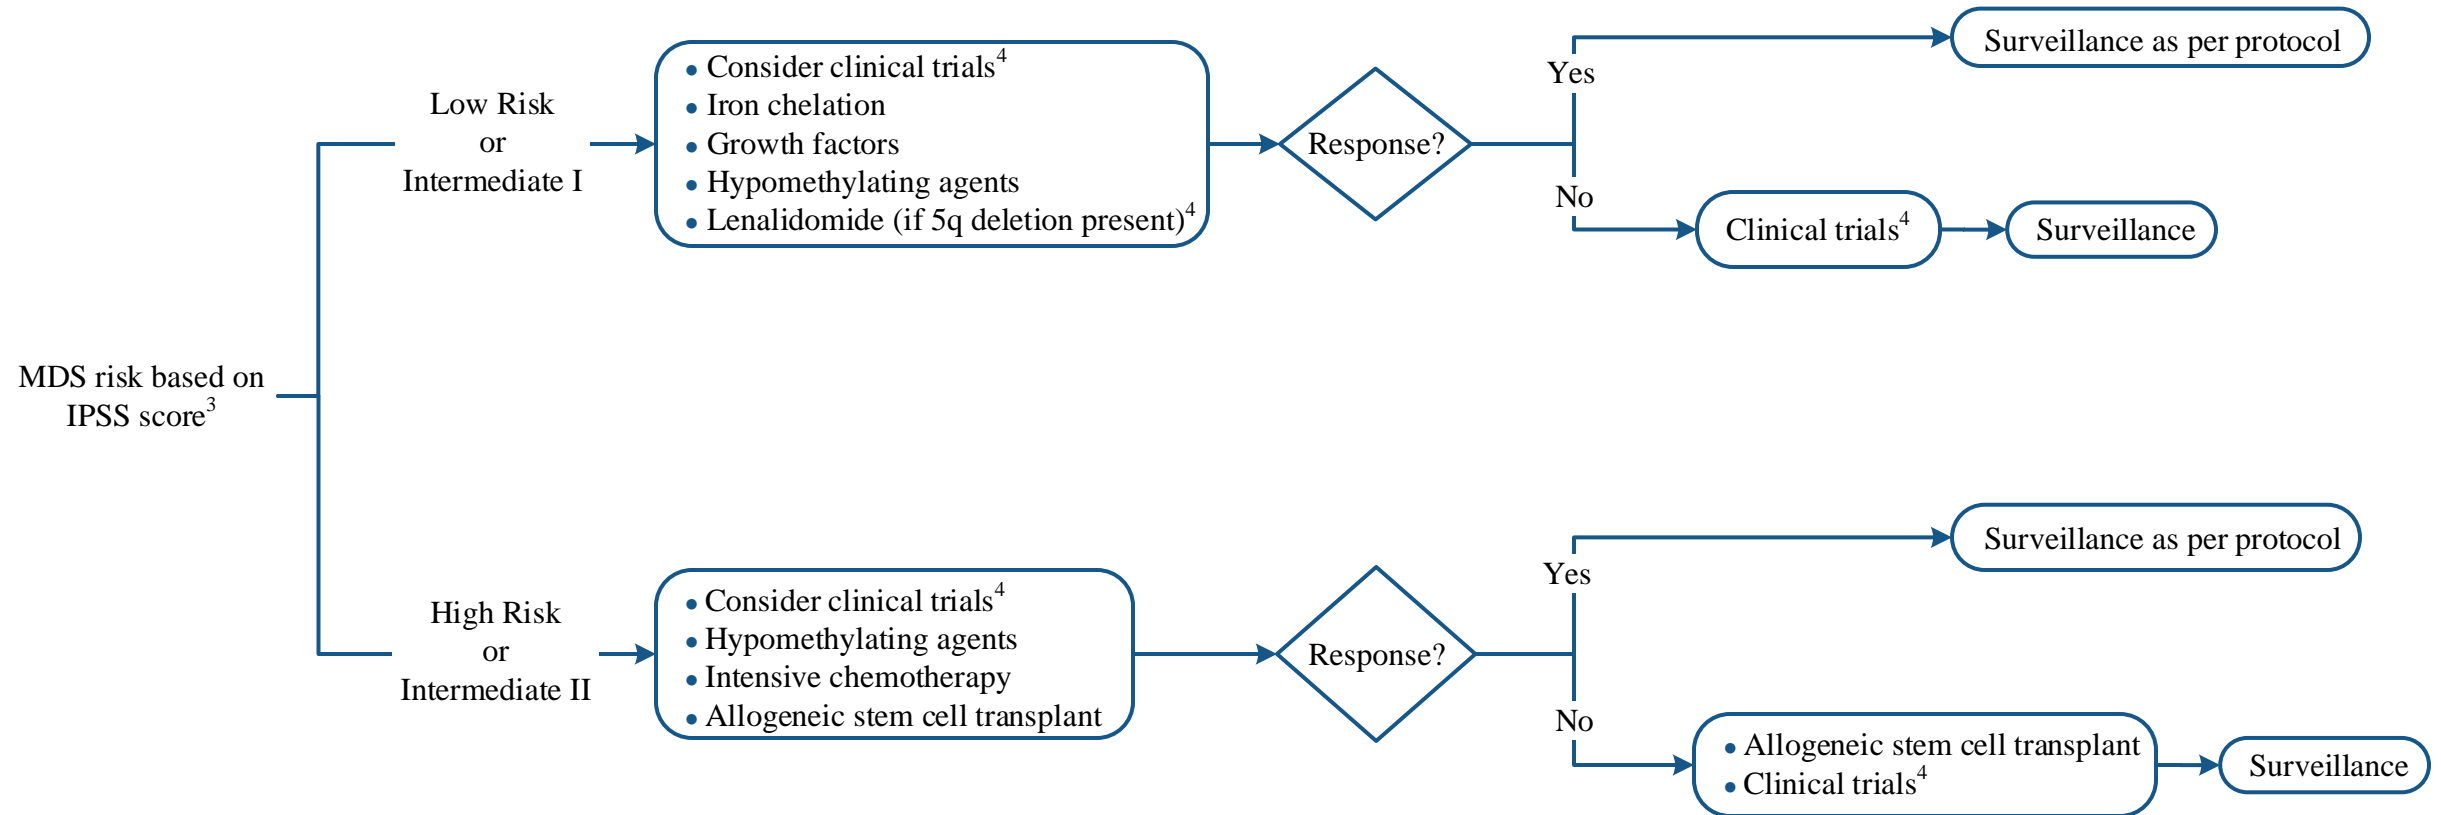 MDS risk based on
IPSS score³
Low Risk
or
Intermediate I
• Consider clinical trials⁴
• Iron chelation
• Growth factors
• Hypomethylating agents
• Lenalidomide (if 5q deletion present)⁴
Response?
Yes
Surveillance as per protocol
No
Clinical trials⁴
Surveillance
High Risk
or
Intermediate II
• Consider clinical trials⁴
• Hypomethylating agents
• Intensive chemotherapy
• Allogeneic stem cell transplant
Response?
Yes
Surveillance as per protocol
No
• Allogeneic stem cell transplant
• Clinical trials⁴
Surveillance